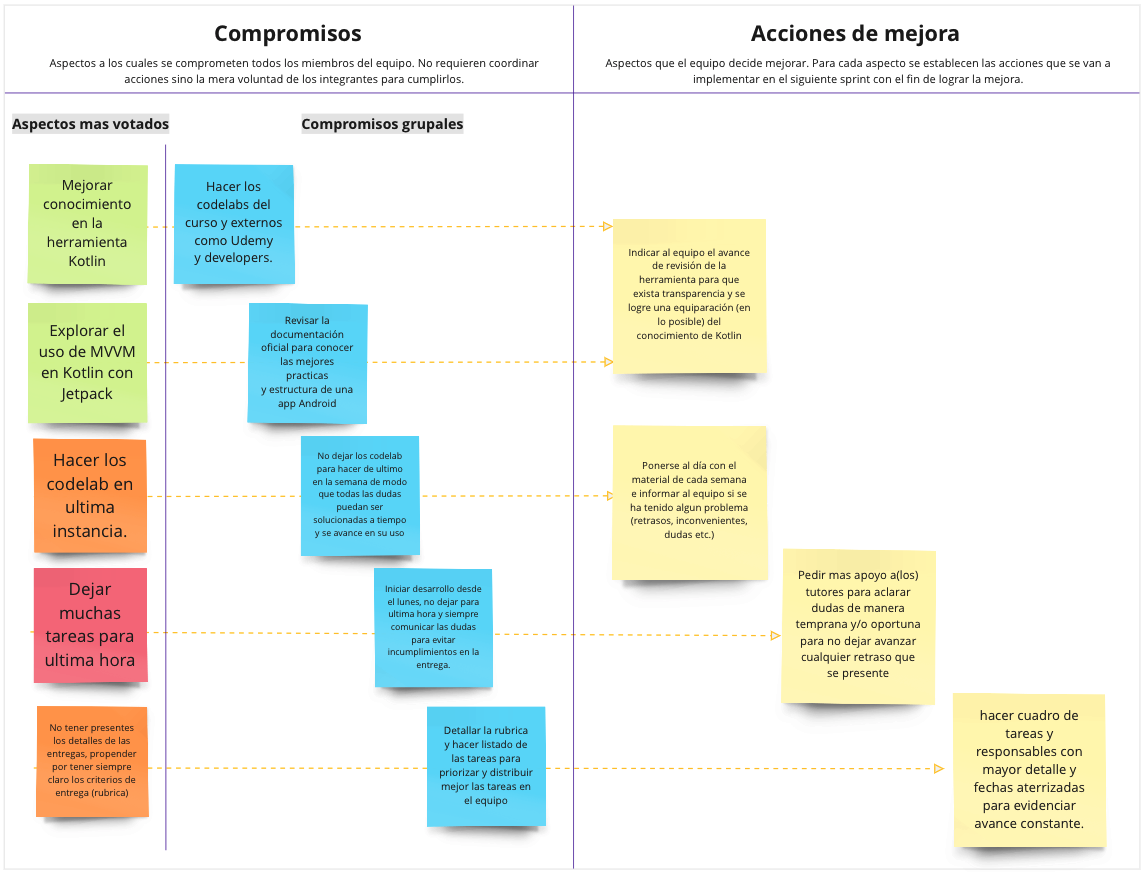 Compromisos
Aspectos a los cuales se comprometen todos los miembros del equipo. No requieren coordinar
acciones sino la mera voluntad de los integrantes para cumplirlos.
Acciones de mejora
Aspectos que el equipo decide mejorar. Para cada aspecto se establecen las acciones que se van a
implementar en el siguiente sprint con el fin de lograr la mejora.
Aspectos mas votados
Compromisos grupales
Mejorar
conocimiento
en la
herramienta
Kotlin
Hacer los
codelabs del
curso y externos
como Udemy
y developers.
Indicar al equipo el avance
de revisión de la
herramienta para que
exista transparencia y se
logre una equiparación (en
lo posible) del
conocimiento de Kotlin
Explorar el
uso de MVVM
en Kotlin con
Jetpack
Revisar la
documentación
oficial para conocer
las mejores
practicas
y estructura de una
app Android
Hacer los
codelab en
ultima
instancia.
No dejar los codelab
para hacer de ultimo
en la semana de modo
que todas las dudas
puedan ser
solucionadas a tiempo
y se avance en su uso
Ponerse al día con el
material de cada semana
e informar al equipo si se
ha tenido algun problema
(retrasos, inconvenientes,
dudas etc.)
Dejar
muchas
tareas para
ultima hora
Iniciar desarrollo desde
el lunes, no dejar para
ultima hora y siempre
comunicar las dudas
para evitar
incumplimientos en la
entrega.
Pedir mas apoyo a(los)
tutores para aclarar
dudas de manera
temprana y/o oportuna
para no dejar avanzar
cualquier retraso que
se presente
No tener presentes
los detalles de las
entregas, propender
por tener siempre
claro los criterios de
entrega (rubrica)
Detallar la rubrica
y hacer listado de
las tareas para
priorizar y distribuir
mejor las tareas en
el equipo
hacer cuadro de
tareas y
responsables con
mayor detalle y
fechas aterrizadas
para evidenciar
avance constante.